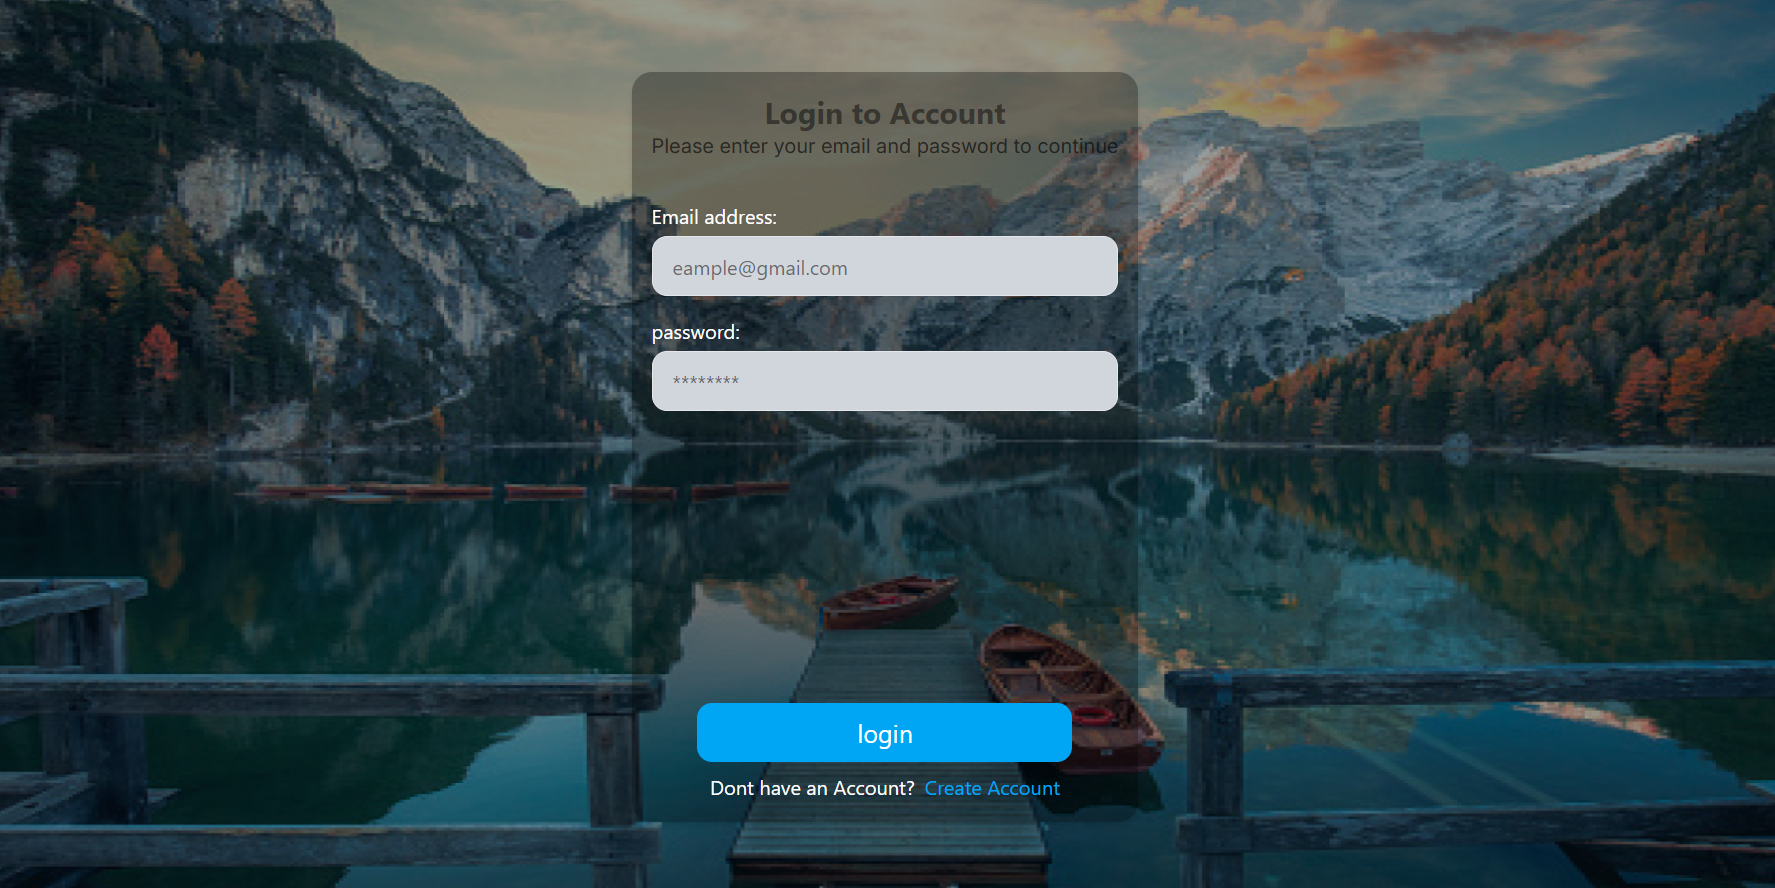 Login to Account
Please enter your email and password to continue
Email address:
eample@gmail.com
password:
********
login
Dont have an Account? Create Account